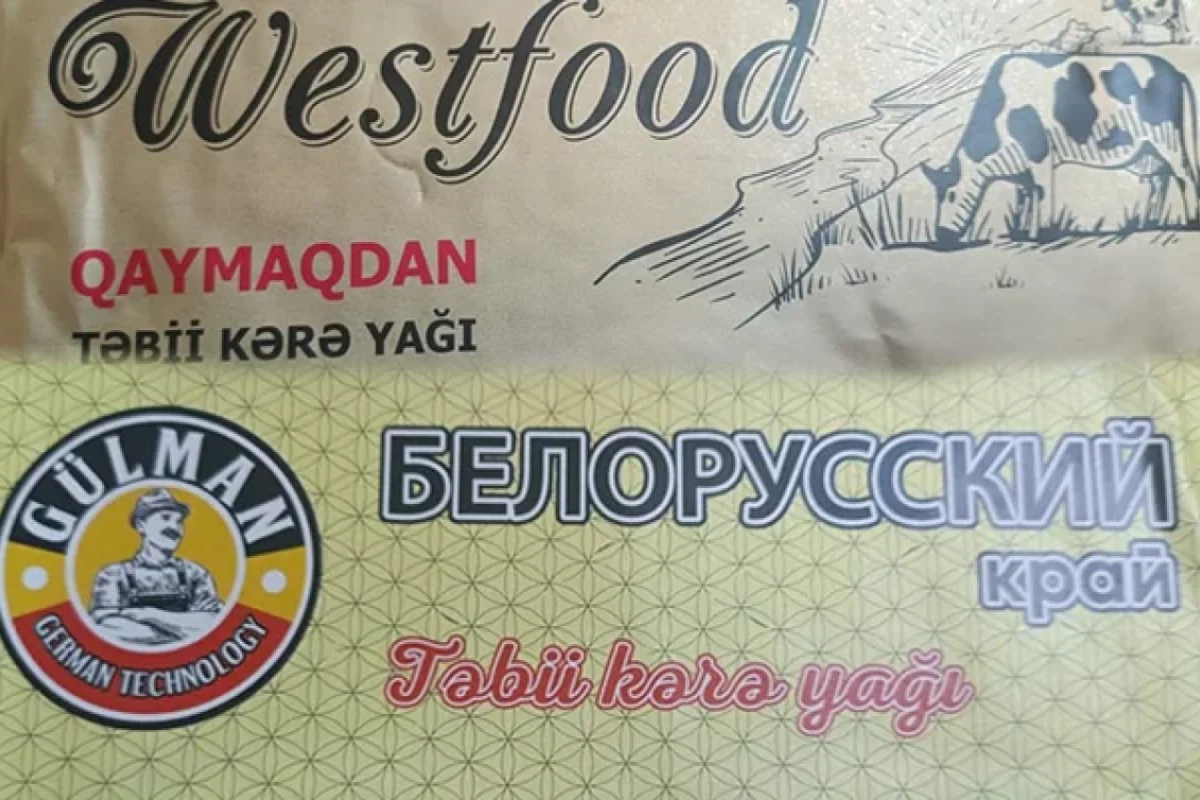 Westfood
QAYMAQDAN
TƏBİİ KƏRƏ YAĞI
GÜLMAN
GERMAN TECHNOLOGY
БЕЛОРУССКИЙ
край
Təbii kərə yağı